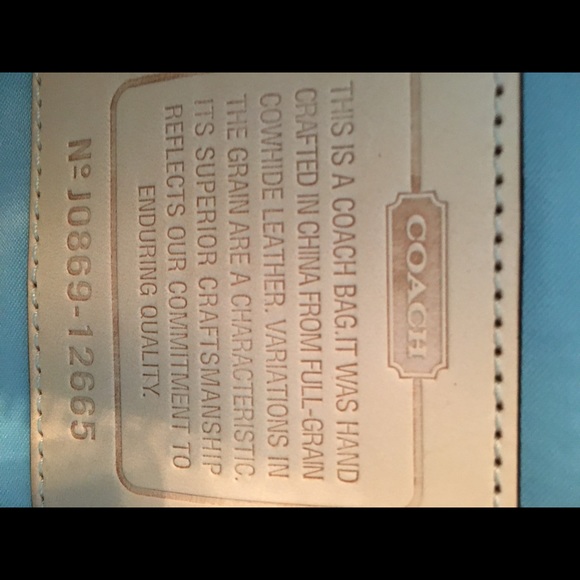 COACH
THIS IS A COACH BAG.IT WAS HAND
CRAFTED IN CHINA FROM FULL-GRAIN
COWHIDE LEATHER. VARIATIONS IN
THE GRAIN ARE A CHARACTERISTIC.
ITS SUPERIOR CRAFTSMANSHIP
REFLECTS OUR COMMITMENT TO
ENDURING QUALITY.
Nº J0869-12665